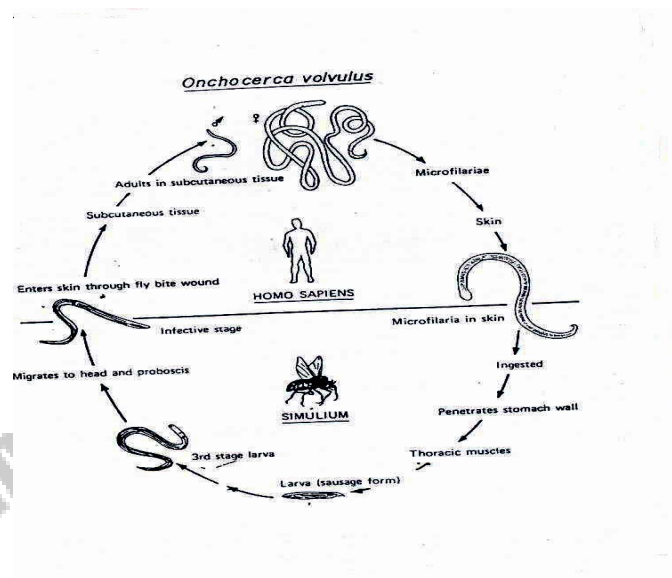 Onchocerca volvulus
♂
♀
Adults in subcutaneous tissue
Microfilariae
Subcutaneous tissue
Skin
Enters skin through fly bite wound
HOMO SAPIENS
Infective stage
Microfilaria in skin
Ingested
Migrates to head and proboscis
SIMULIUM
Penetrates stomach wall
3rd stage larva
Thoracic muscles
Larva (sausage form)